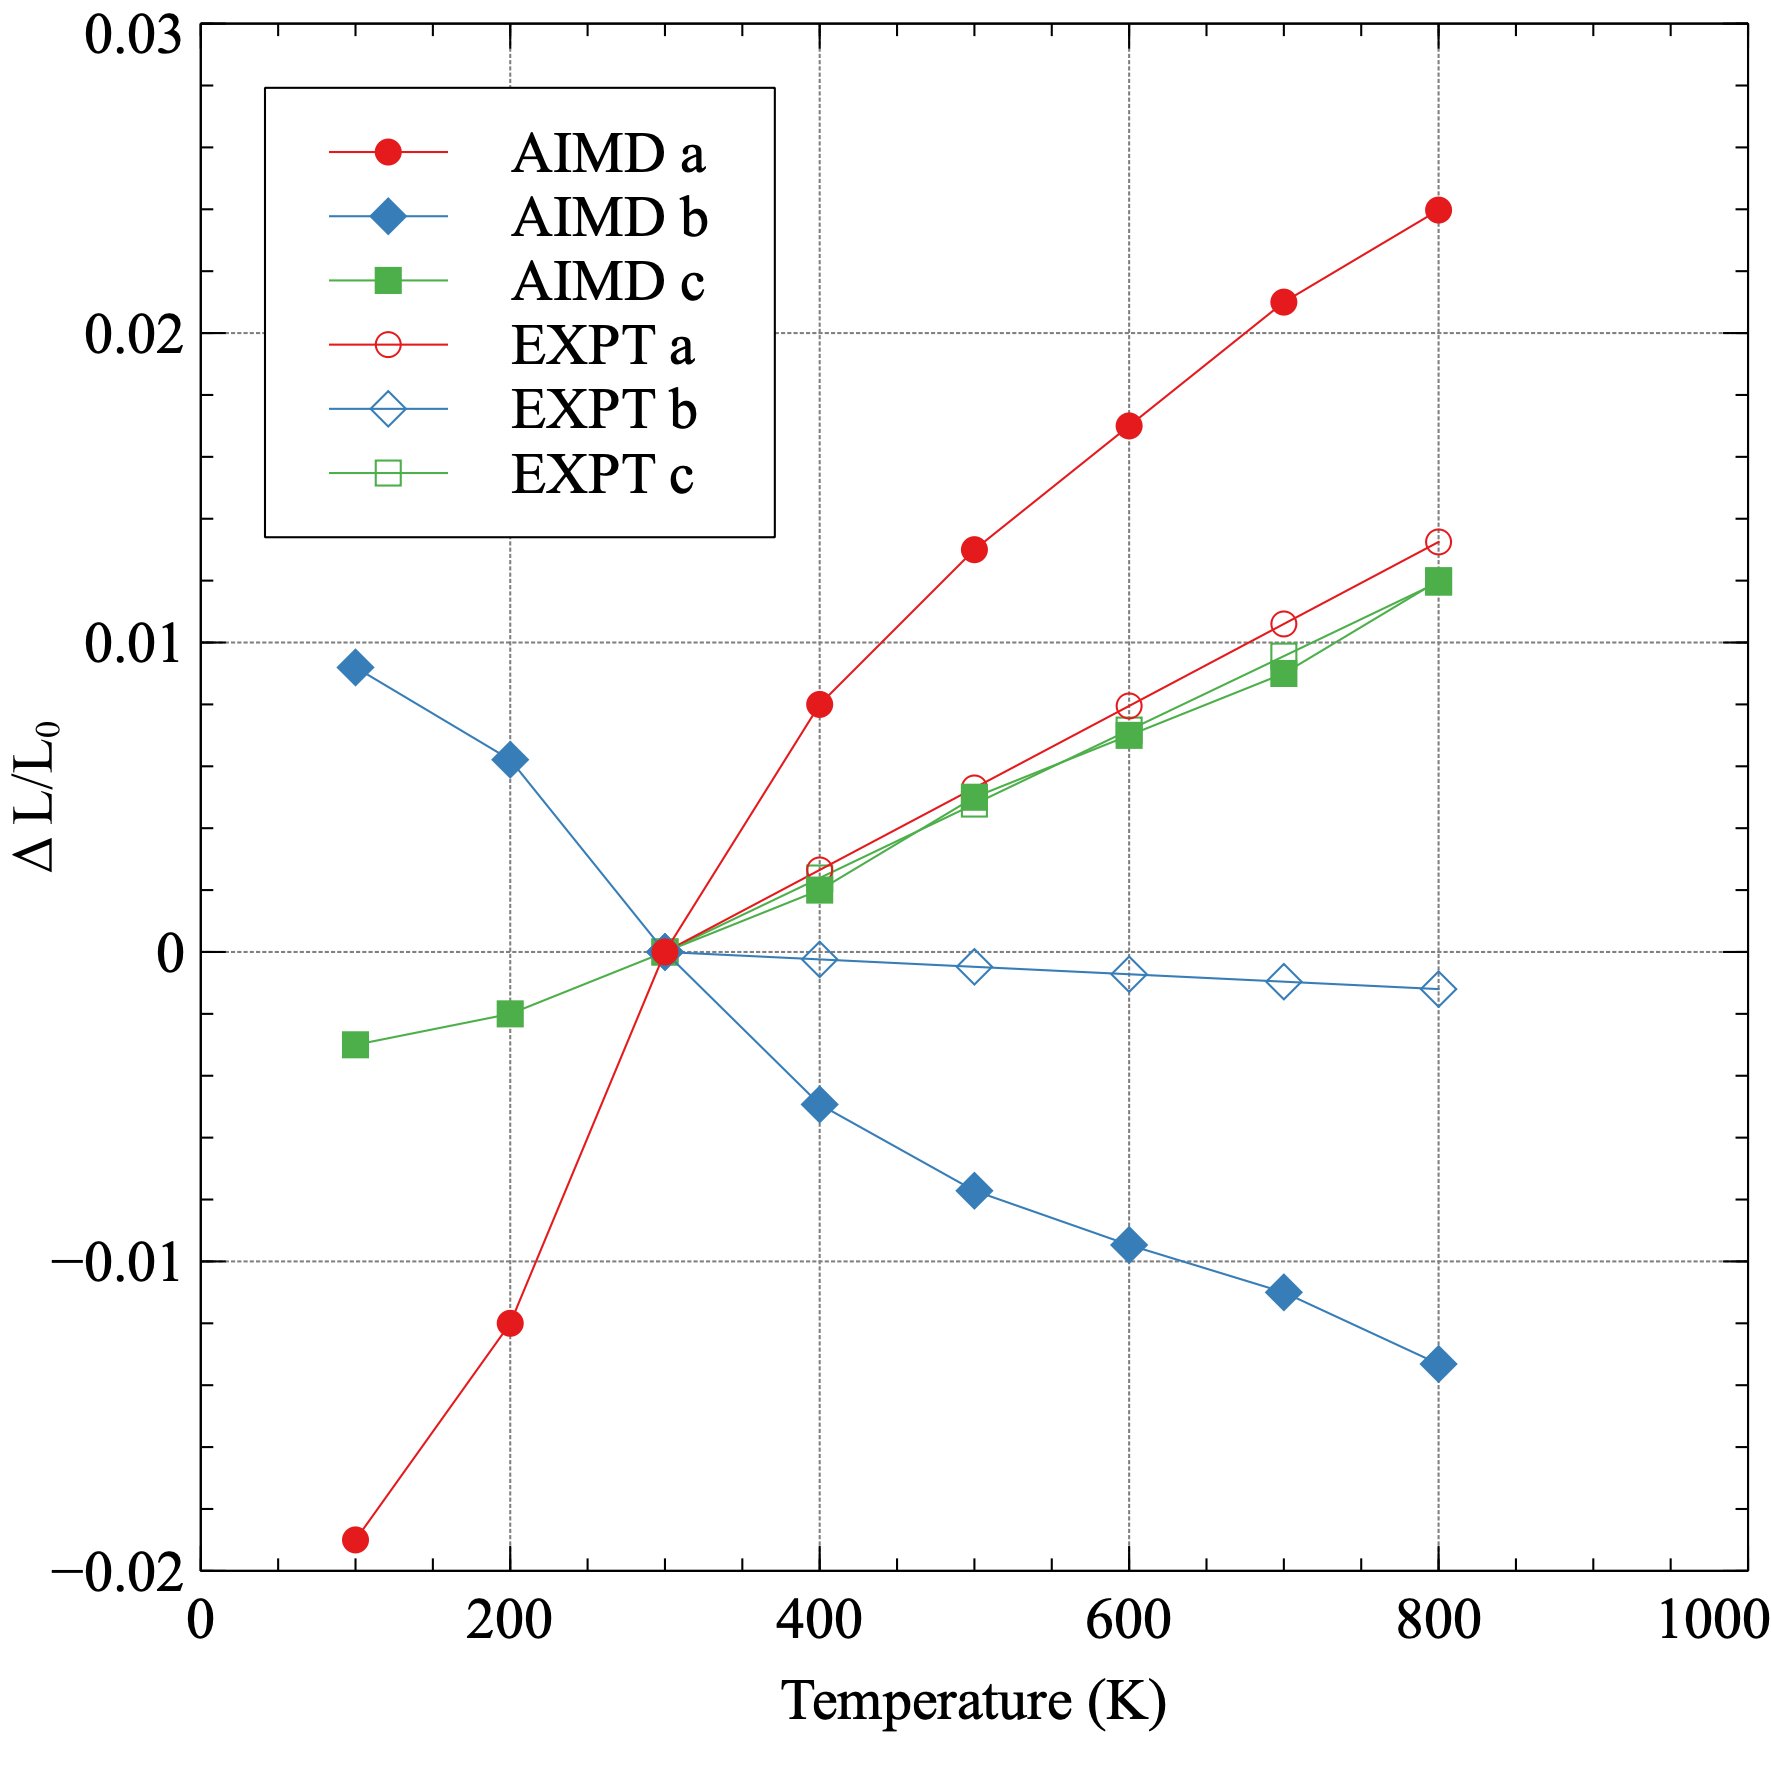 0.03
0.02
0.01
0
−0.01
−0.02
Δ L/L₀
AIMD a
AIMD b
AIMD c
EXPT a
EXPT b
EXPT c
0 200 400 600 800 1000
Temperature (K)